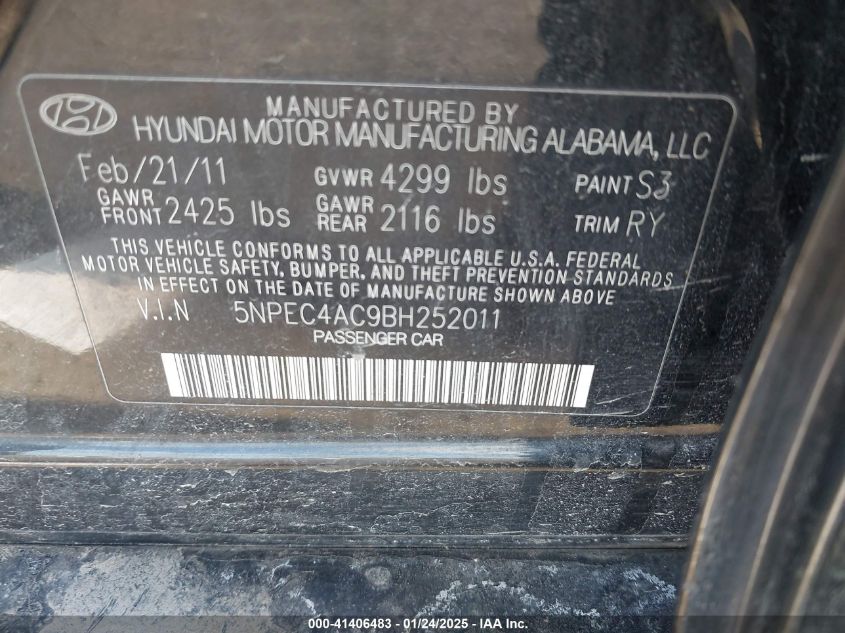 MANUFACTURED BY
HYUNDAI MOTOR MANUFACTURING ALABAMA, LLC
Feb/21/11 GVWR 4299 lbs PAINT S3
GAWR FRONT 2425 lbs GAWR REAR 2116 lbs TRIM RY
THIS VEHICLE CONFORMS TO ALL APPLICABLE U.S.A. FEDERAL
MOTOR VEHICLE SAFETY, BUMPER, AND THEFT PREVENTION STANDARDS
IN EFFECT ON THE DATE OF MANUFACTURE SHOWN ABOVE
V.I.N 5NPEC4AC9BH252011
PASSENGER CAR
000-41406483 - 01/24/2025 - IAA Inc.